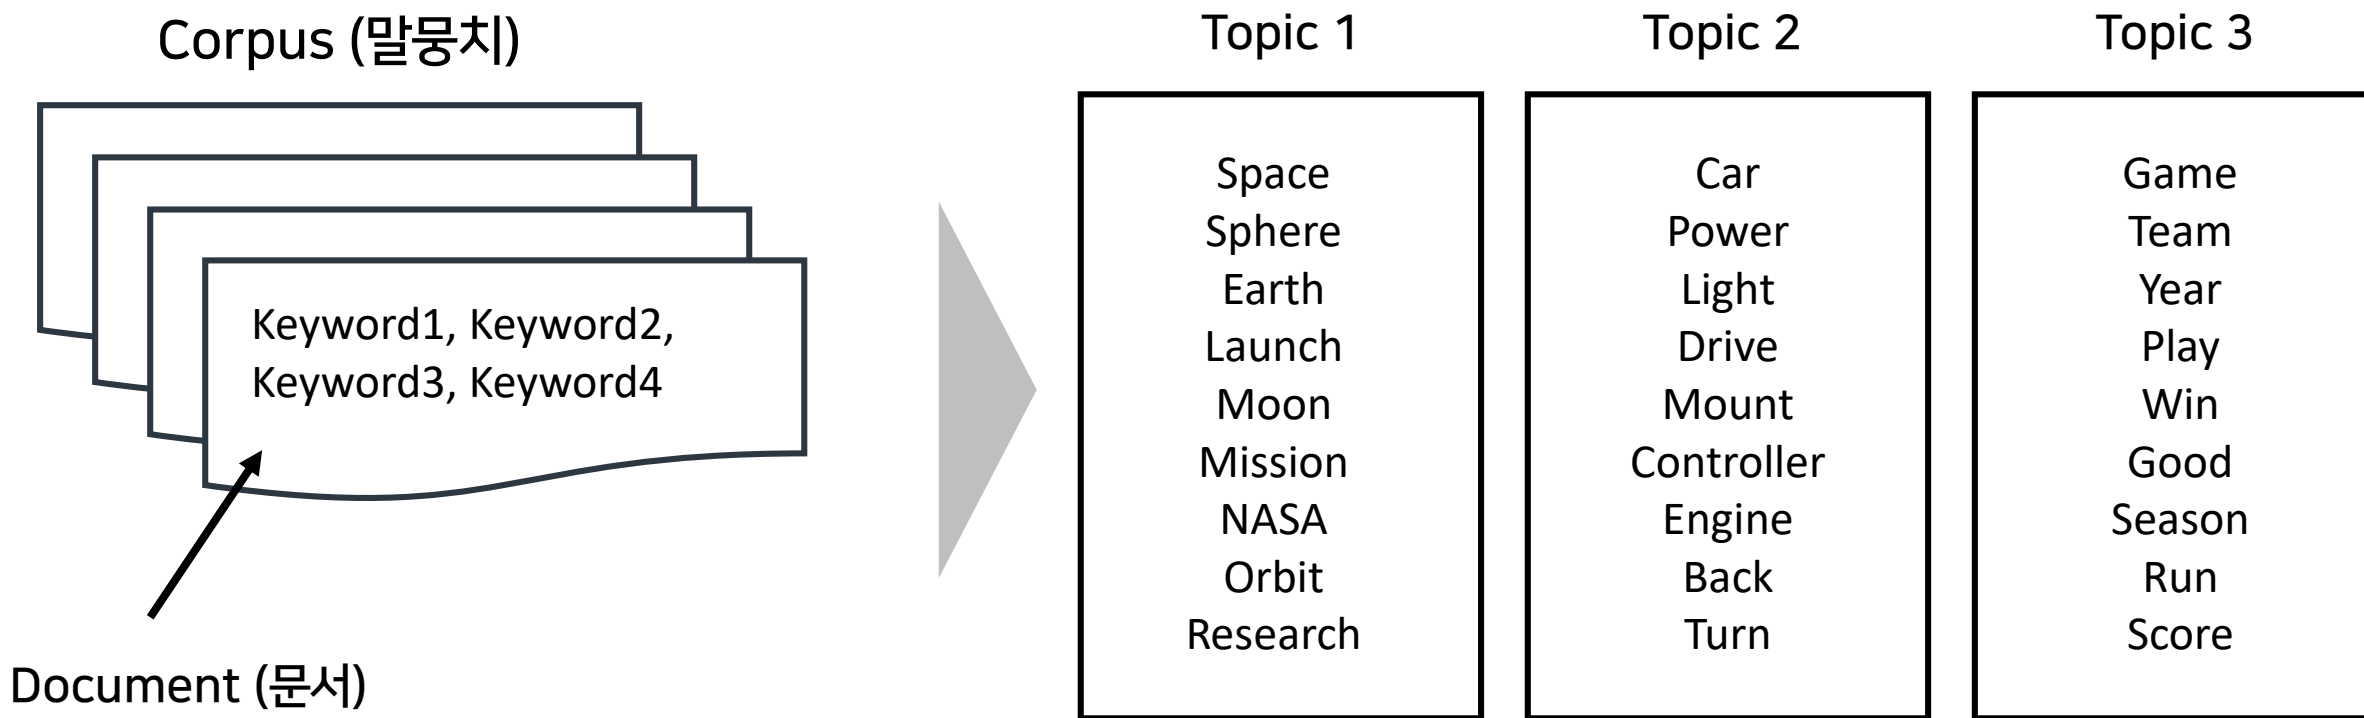 Corpus (말뭉치)
Keyword1, Keyword2,
Keyword3, Keyword4
Document (문서)
Topic 1
Space
Sphere
Earth
Launch
Moon
Mission
NASA
Orbit
Research
Topic 2
Car
Power
Light
Drive
Mount
Controller
Engine
Back
Turn
Topic 3
Game
Team
Year
Play
Win
Good
Season
Run
Score